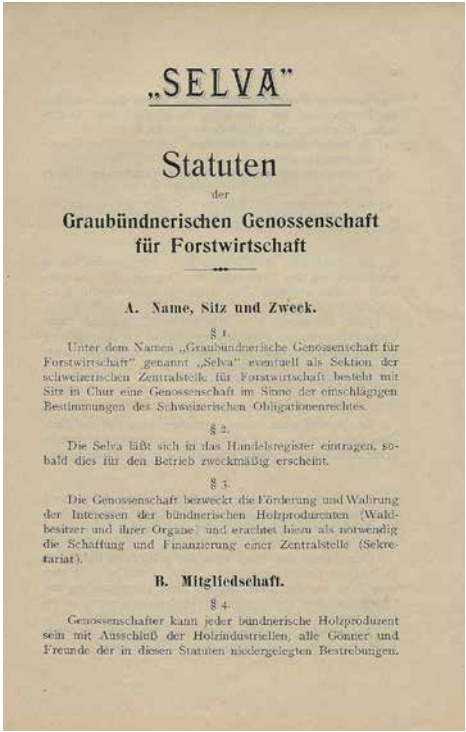 „SELVA”
Statuten
der
Graubündnerischen Genossenschaft
für Forstwirtschaft
A. Name, Sitz und Zweck.
§ 1.
Unter dem Namen „Graubündnerische Genossenschaft für
Forstwirtschaft“ genannt „Selva“ eventuell als Sektion der
schweizerischen Zentralstelle für Forstwirtschaft besteht mit
Sitz in Chur eine Genossenschaft im Sinne der einschlägigen
Bestimmungen des Schweizerischen Obligationenrechtes.
§ 2.
Die Selva läßt sich in das Handelsregister eintragen, so-
bald dies für den Betrieb zweckmäßig erscheint.
§ 3.
Die Genossenschaft bezweckt die Förderung und Wahrung
der Interessen der bündnerischen Holzproduzenten (Wald-
besitzer und ihrer Organe) und erachtet hiezu als notwendig
die Schaffung und Finanzierung einer Zentralstelle (Sekre-
tariat).
B. Mitgliedschaft.
§ 4.
Genossenschafter kann jeder bündnerische Holzproduzent
sein mit Ausschluß der Holzindustriellen, alle Gönner und
Freunde der in diesen Statuten niedergelegten Bestrebungen.